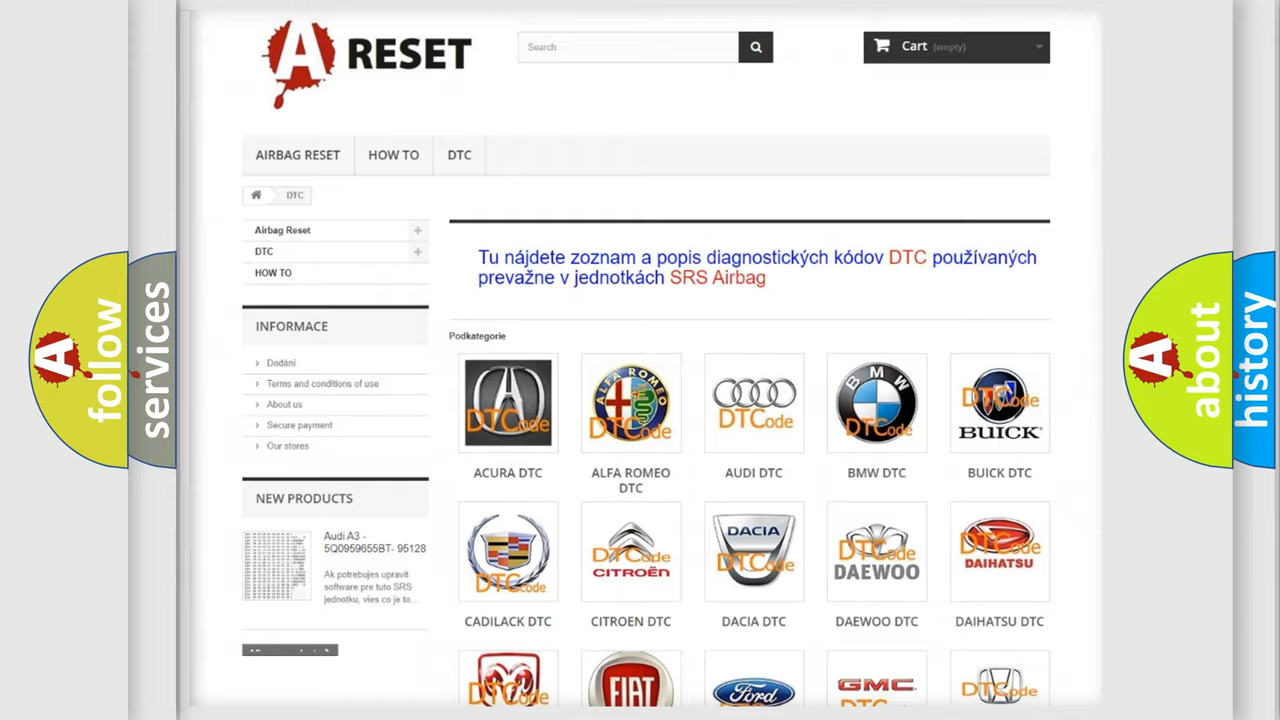 A RESET
Search
Cart (empty)
AIRBAG RESET
HOW TO
DTC
DTC
Airbag Reset
DTC
HOW TO
Tu nájdete zoznam a popis diagnostických kódov DTC používaných
prevažne v jednotkách SRS Airbag
INFORMACE
Dodání
Terms and conditions of use
About us
Secure payment
Our stores
NEW PRODUCTS
Audi A3 -
5Q0959655BT- 95128
Ak potrebujes upravit
software pre tuto SRS
jednotku, vies co je to...
Podkategorie
DTCode
ALFA ROMEO
DTCode
DTCode
BMW
DTCode
DTCode
BUICK
ACURA DTC
ALFA ROMEO
DTC
AUDI DTC
BMW DTC
BUICK DTC
DTCode
DTCode
CITROËN
DACIA
DTCode
DTCode
DAEWOO
DTCode
DAIHATSU
CADILACK DTC
CITROEN DTC
DACIA DTC
DAEWOO DTC
DAIHATSU DTC
DTCode
FIAT
Ford
GMC
DTCode
A follow
services
A about
history